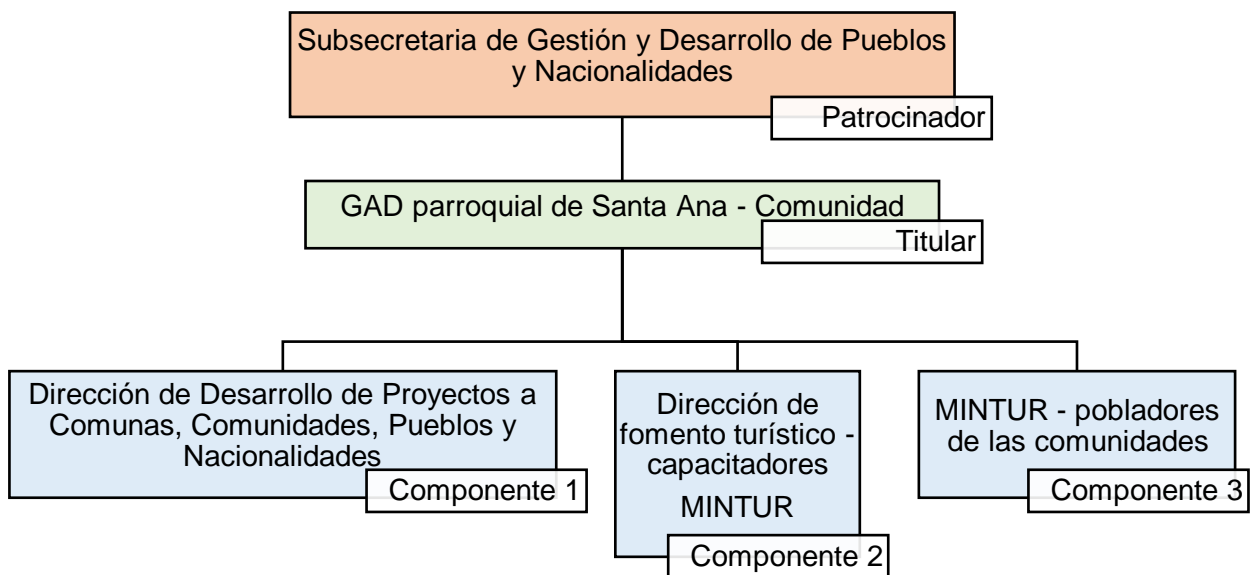 Subsecretaria de Gestión y Desarrollo de Pueblos
y Nacionalidades
Patrocinador
GAD parroquial de Santa Ana - Comunidad
Titular
Dirección de Desarrollo de Proyectos a
Comunas, Comunidades, Pueblos y
Nacionalidades
Componente 1
Dirección de
fomento turístico -
capacitadores
MINTUR
Componente 2
MINTUR - pobladores
de las comunidades
Componente 3